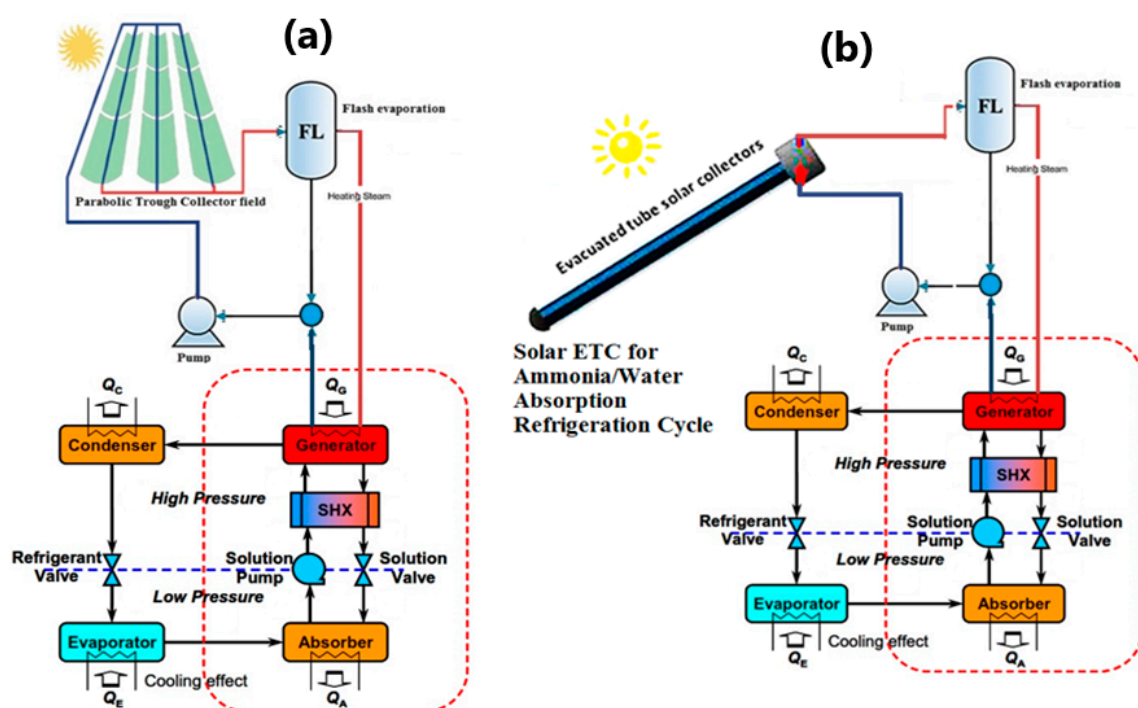 (a)
FL
Flash evaporation
Heating Steam
Parabolic Trough Collector field
Pump
QC
QG
Condenser
Generator
High Pressure
SHX
Refrigerant
Valve
Solution
Pump
Solution
Valve
Low Pressure
Evaporator
Absorber
Cooling effect
QE
QA
(b)
FL
Flash evaporation
Evacuated tube solar collectors
Heating Steam
Pump
Solar ETC for
Ammonia/Water
Absorption
Refrigeration Cycle
QC
QG
Condenser
Generator
High Pressure
SHX
Refrigerant
Valve
Solution
Pump
Solution
Valve
Low Pressure
Evaporator
Absorber
Cooling effect
QE
QA